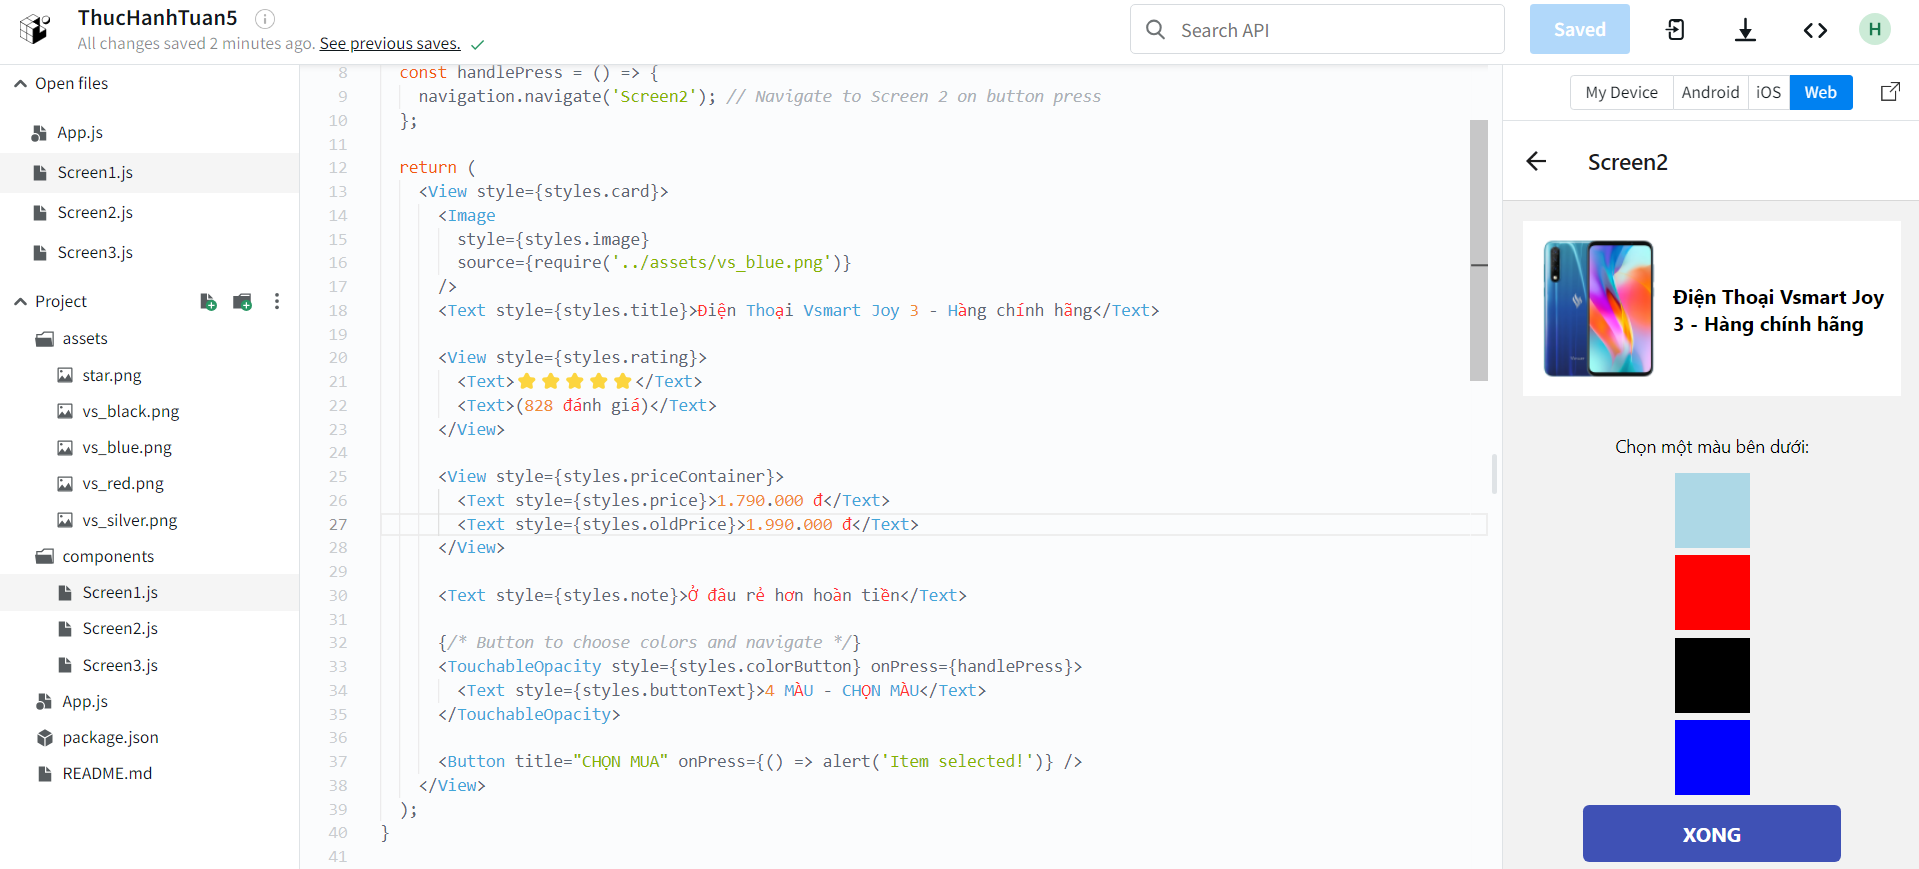 ThucHanhTuan5
All changes saved 2 minutes ago. See previous saves.
Search API
Saved
H
Open files
App.js
Screen1.js
Screen2.js
Screen3.js
Project
assets
star.png
vs_black.png
vs_blue.png
vs_red.png
vs_silver.png
components
Screen1.js
Screen2.js
Screen3.js
App.js
package.json
README.md
8 const handlePress = () => {
9 navigation.navigate('Screen2'); // Navigate to Screen 2 on button press
10 };
11
12 return (
13 <View style={styles.card}>
14 <Image
15 style={styles.image}
16 source={require('../assets/vs_blue.png')}
17 />
18 <Text style={styles.title}>Điện Thoại Vsmart Joy 3 - Hàng chính hãng</Text>
19
20 <View style={styles.rating}>
21 <Text>⭐⭐⭐⭐⭐</Text>
22 <Text>(828 đánh giá)</Text>
23 </View>
24
25 <View style={styles.priceContainer}>
26 <Text style={styles.price}>1.790.000 đ</Text>
27 <Text style={styles.oldPrice}>1.990.000 đ</Text>
28 </View>
29
30 <Text style={styles.note}>Ở đâu rẻ hơn hoàn tiền</Text>
31
32 {/* Button to choose colors and navigate */}
33 <TouchableOpacity style={styles.colorButton} onPress={handlePress}>
34 <Text style={styles.buttonText}>4 MÀU - CHỌN MÀU</Text>
35 </TouchableOpacity>
36
37 <Button title="CHỌN MUA" onPress={() => alert('Item selected!')} />
38 </View>
39 );
40 }
41
My Device Android iOS Web
Screen2
Điện Thoại Vsmart Joy
3 - Hàng chính hãng
Chọn một màu bên dưới:
XONG